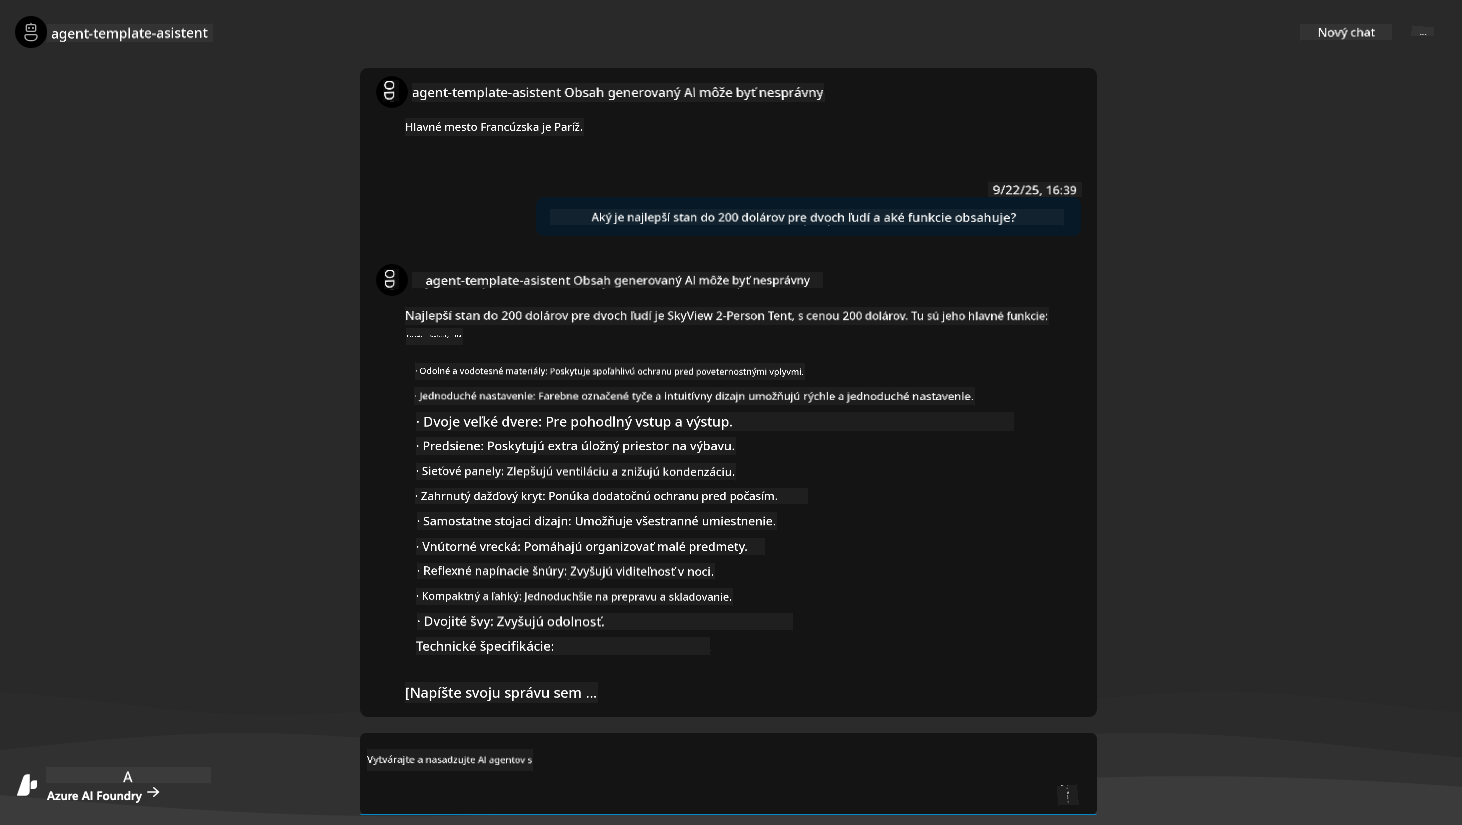 agent-template-asistent
Nový chat
...
agent-template-asistent Obsah generovaný AI môže byť nesprávny
Hlavné mesto Francúzska je Paríž.
9/22/25, 16:39
Aký je najlepší stan do 200 dolárov pre dvoch ľudí a aké funkcie obsahuje?
agent-template-asistent Obsah generovaný AI môže byť nesprávny
Najlepší stan do 200 dolárov pre dvoch ľudí je SkyView 2-Person Tent, s cenou 200 dolárov. Tu sú jeho hlavné funkcie:
· Odolné a vodotesné materiály: Poskytuje spoľahlivú ochranu pred poveternostnými vplyvmi.
· Jednoduché nastavenie: Farebne označené tyče a intuitívny dizajn umožňujú rýchle a jednoduché nastavenie.
· Dvoje veľké dvere: Pre pohodlný vstup a výstup.
· Predsiene: Poskytujú extra úložný priestor na výbavu.
· Sieťové panely: Zlepšujú ventiláciu a znižujú kondenzáciu.
· Zahrnutý dažďový kryt: Ponúka dodatočnú ochranu pred počasím.
· Samostatne stojaci dizajn: Umožňuje všestranné umiestnenie.
· Vnútorné vrecká: Pomáhajú organizovať malé predmety.
· Reflexné napínacie šnúry: Zvyšujú viditeľnosť v noci.
· Kompaktný a ľahký: Jednoduchšie na prepravu a skladovanie.
· Dvojité švy: Zvyšujú odolnosť.
Technické špecifikácie:
[Napíšte svoju správu sem ...
Vytvárajte a nasadzujte AI agentov s
A
Azure AI Foundry →